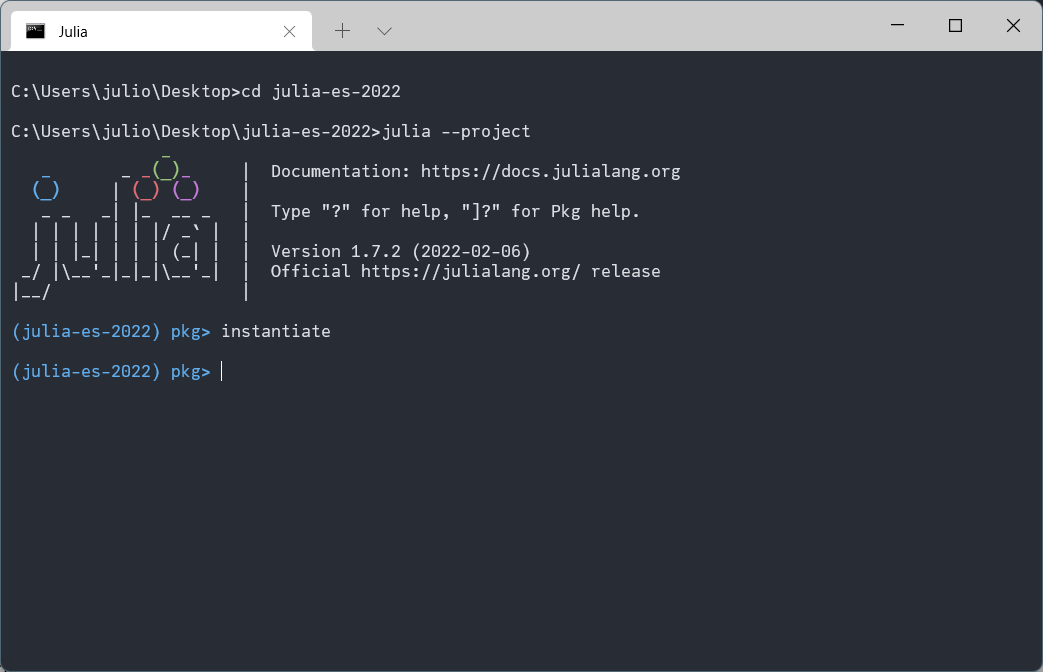 Julia
C:\Users\julio\Desktop>cd julia-es-2022
C:\Users\julio\Desktop\julia-es-2022>julia --project
Documentation: https://docs.julialang.org
Type "?" for help, "]?" for Pkg help.
Version 1.7.2 (2022-02-06)
Official https://julialang.org/ release
(julia-es-2022) pkg> instantiate
(julia-es-2022) pkg>